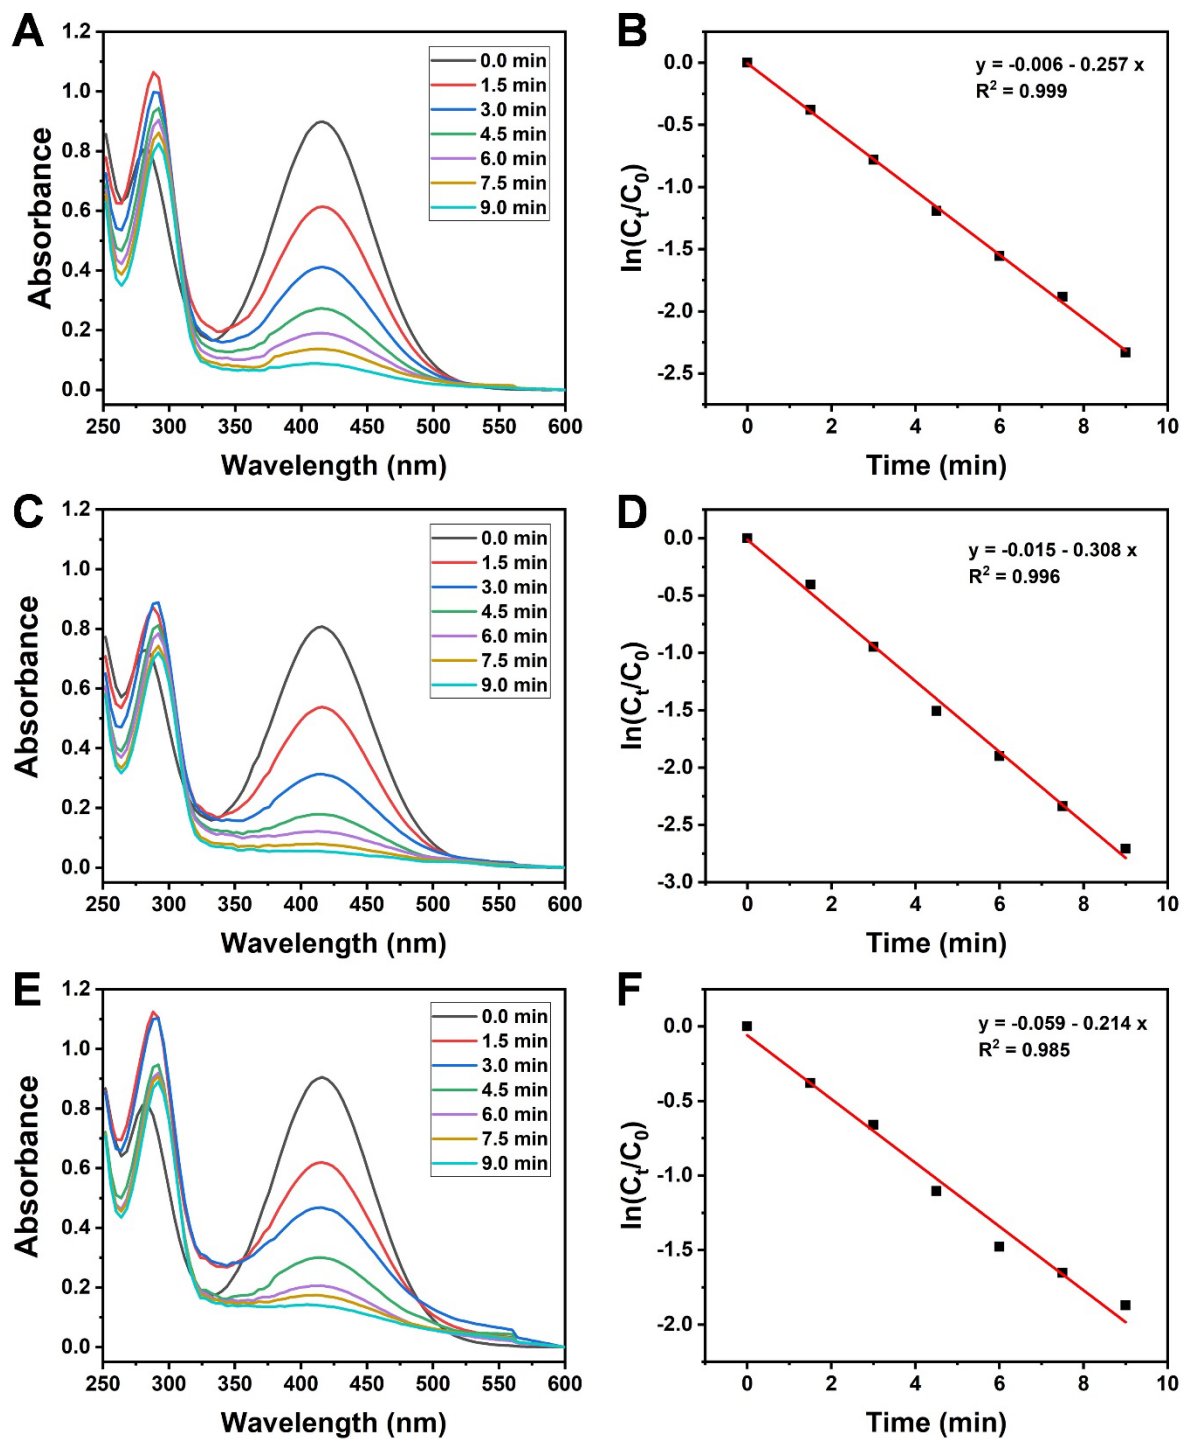 A
1.2
1.0
0.8
0.6
0.4
0.2
0.0
Absorbance
0.0 min
1.5 min
3.0 min
4.5 min
6.0 min
7.5 min
9.0 min
250 300 350 400 450 500 550 600
Wavelength (nm)
B
0.0
-0.5
-1.0
-1.5
-2.0
-2.5
ln(Cₜ/C₀)
y = -0.006 - 0.257 x
R² = 0.999
0 2 4 6 8 10
Time (min)
C
1.2
1.0
0.8
0.6
0.4
0.2
0.0
Absorbance
0.0 min
1.5 min
3.0 min
4.5 min
6.0 min
7.5 min
9.0 min
250 300 350 400 450 500 550 600
Wavelength (nm)
D
0.0
-0.5
-1.0
-1.5
-2.0
-2.5
-3.0
ln(Cₜ/C₀)
y = -0.015 - 0.308 x
R² = 0.996
0 2 4 6 8 10
Time (min)
E
1.2
1.0
0.8
0.6
0.4
0.2
0.0
Absorbance
0.0 min
1.5 min
3.0 min
4.5 min
6.0 min
7.5 min
9.0 min
250 300 350 400 450 500 550 600
Wavelength (nm)
F
0.0
-0.5
-1.0
-1.5
-2.0
ln(Cₜ/C₀)
y = -0.059 - 0.214 x
R² = 0.985
0 2 4 6 8 10
Time (min)